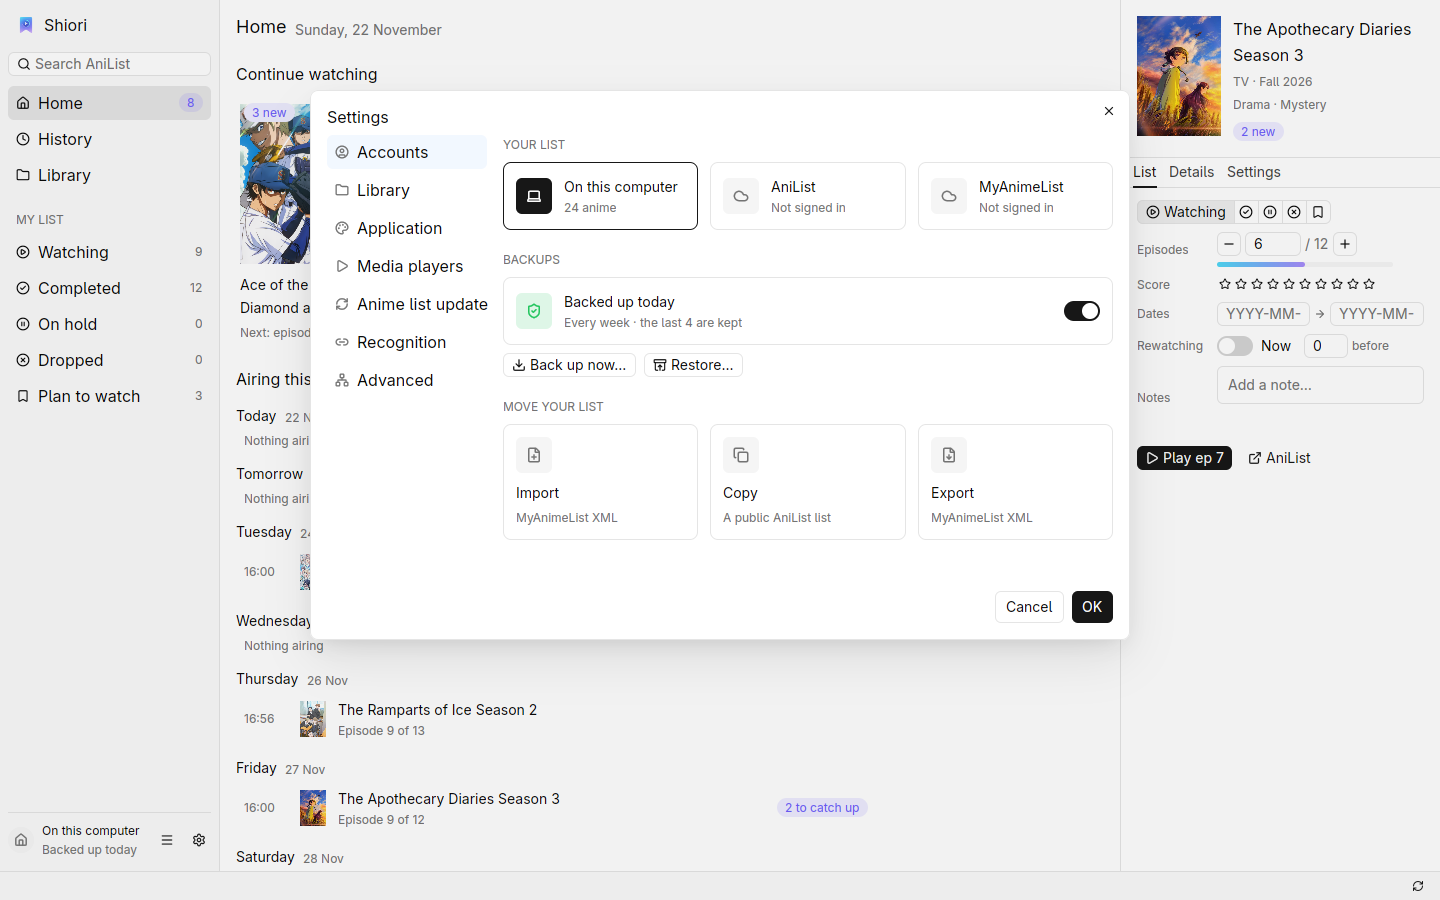 Shiori
Search AniList
Home 8
History
Library
MY LIST
Watching 9
Completed 12
On hold 0
Dropped 0
Plan to watch 3
On this computer
Backed up today
Home Sunday, 22 November
Continue watching
3 new
Ace of the
Diamond a
Next: episod
Airing this
Today 22 N
Nothing airi
Tomorrow
Nothing airi
Tuesday 24
16:00
Wednesday
Nothing airing
Thursday 26 Nov
16:56
The Ramparts of Ice Season 2
Episode 9 of 13
Friday 27 Nov
16:00
The Apothecary Diaries Season 3
Episode 9 of 12
2 to catch up
Saturday 28 Nov
Settings
Accounts
Library
Application
Media players
Anime list update
Recognition
Advanced
YOUR LIST
On this computer
24 anime
AniList
Not signed in
MyAnimeList
Not signed in
BACKUPS
Backed up today
Every week · the last 4 are kept
Back up now...
Restore...
MOVE YOUR LIST
Import
MyAnimeList XML
Copy
A public AniList list
Export
MyAnimeList XML
Cancel
OK
The Apothecary Diaries
Season 3
TV · Fall 2026
Drama · Mystery
2 new
List Details Settings
Watching
Episodes 6 / 12
Score
Dates YYYY-MM- YYYY-MM-
Rewatching Now 0 before
Notes Add a note...
Play ep 7
AniList